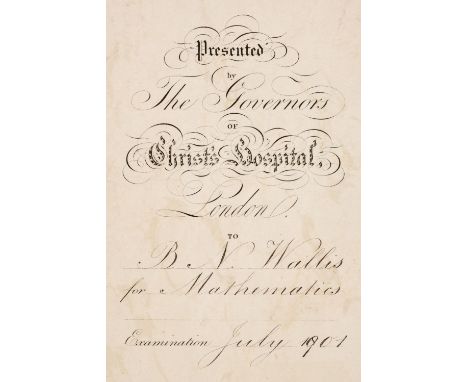 Presented
by
The Governors
OF
Christ's Hospital,
London.
TO
B N. Wallis
for Mathematics
Examination July 1901